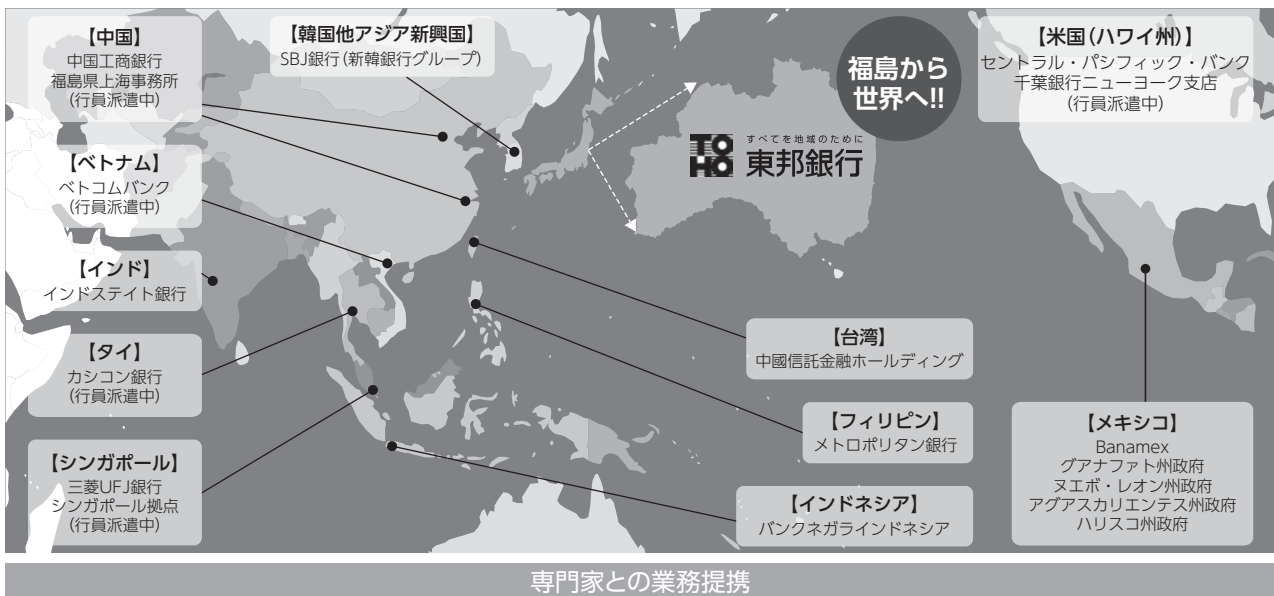 【中国】
中国工商銀行
福島県上海事務所
(行員派遣中)
【韓国他アジア新興国】
SBJ銀行(新韓銀行グループ)
福島から
世界へ!!
【米国(ハワイ州)】
セントラル・パシフィック・バンク
千葉銀行ニューヨーク支店
(行員派遣中)
TO
HO
すべてを地域のために
東邦銀行
【ベトナム】
ベトコムバンク
(行員派遣中)
【インド】
インドステイト銀行
【タイ】
カシコン銀行
(行員派遣中)
【シンガポール】
三菱UFJ銀行
シンガポール拠点
(行員派遣中)
【台湾】
中國信託金融ホールディング
【フィリピン】
メトロポリタン銀行
【インドネシア】
バンクネガラインドネシア
【メキシコ】
Banamex
グアナファト州政府
ヌエボ・レオン州政府
アグアスカリエンテス州政府
ハリスコ州政府
専門家との業務提携